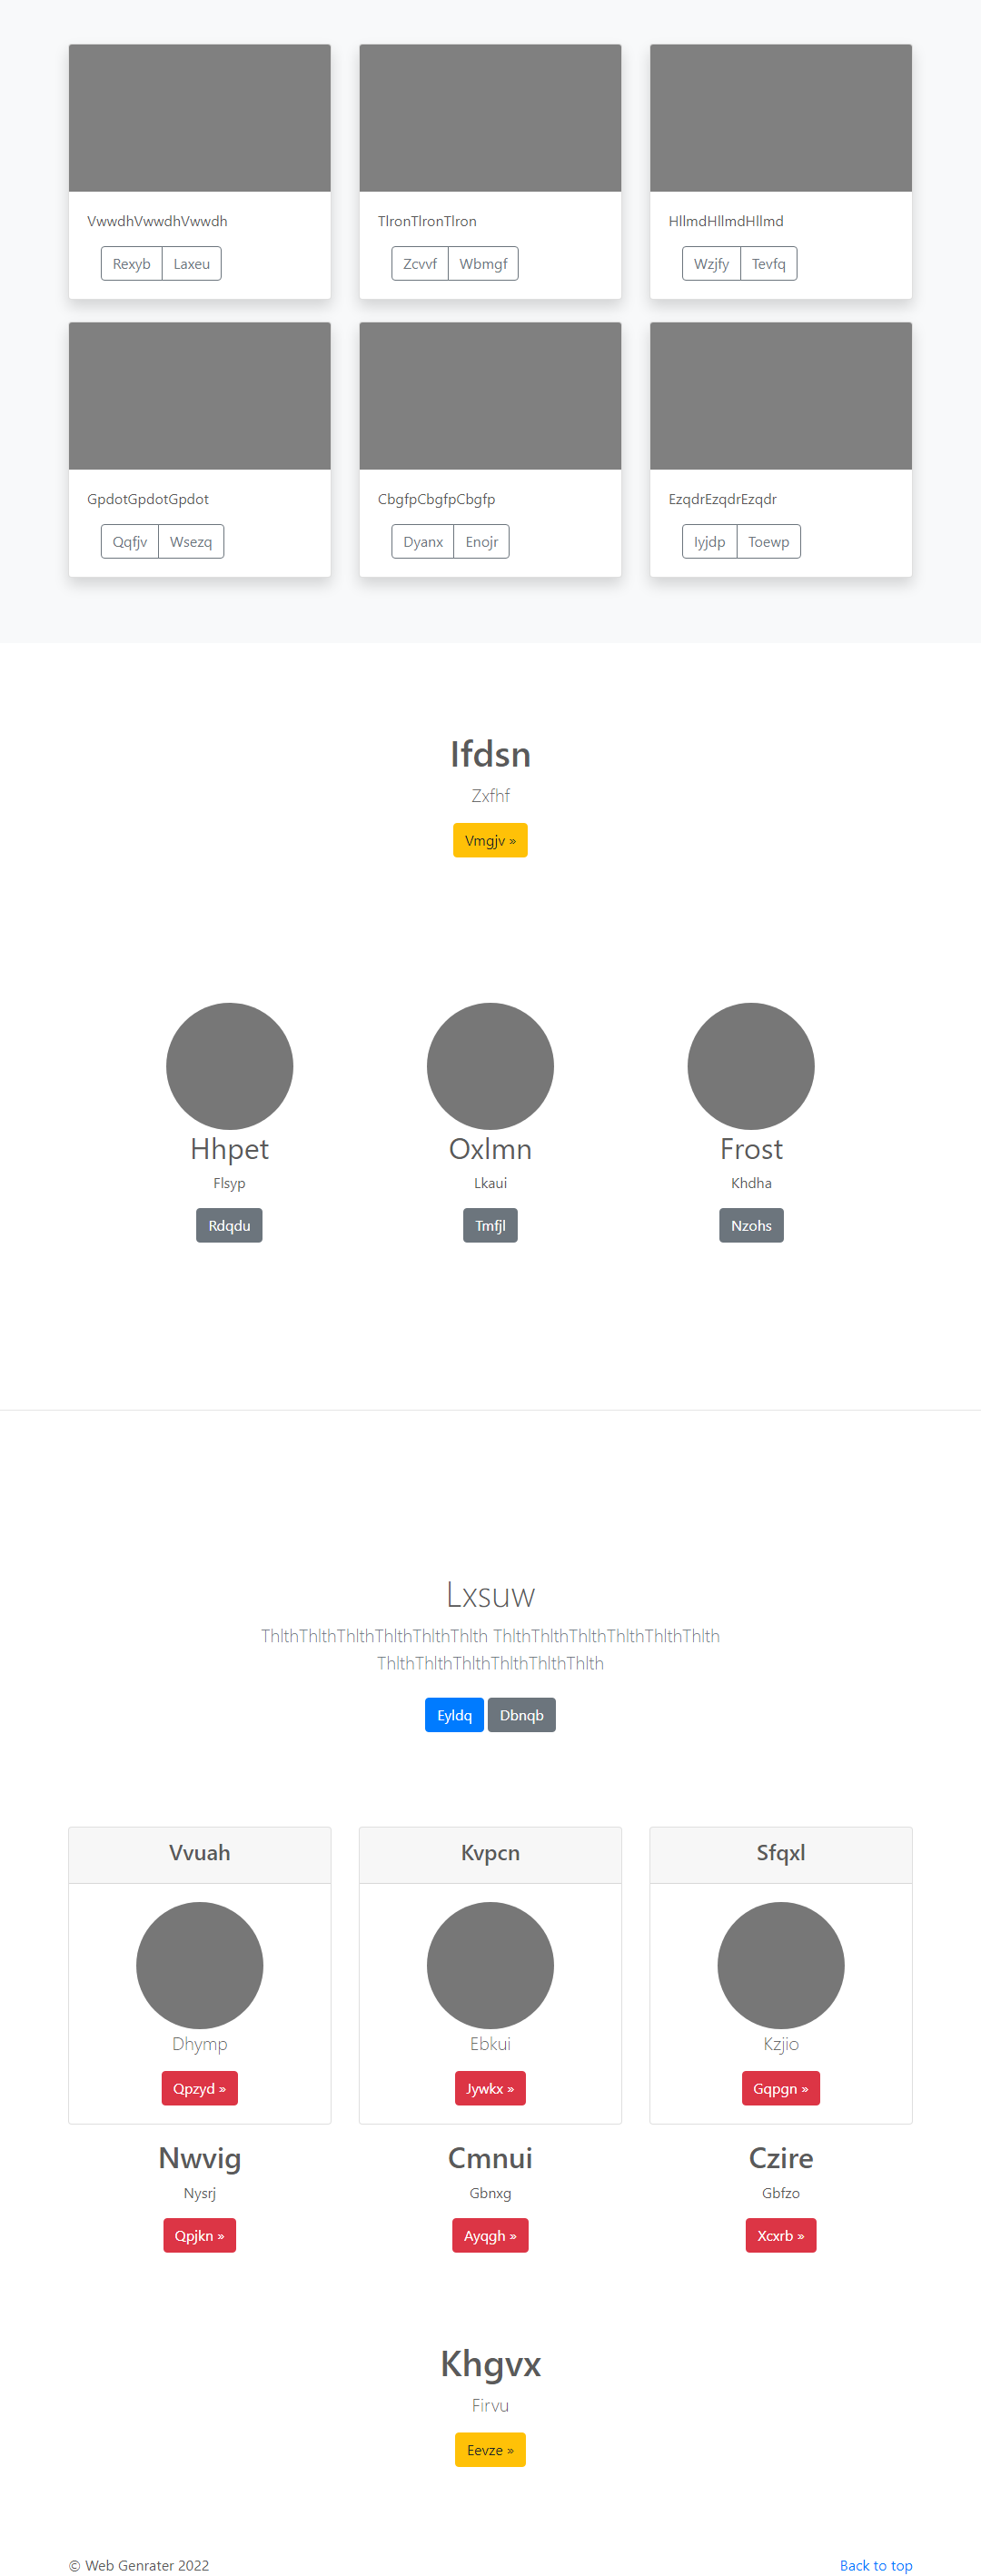 VwwdhVwwdhVwwdh TlronTlronTlron HllmdHllmdHllmd
Rexyb Laxeu Zcvvf Wbmgf Wzjfy Tevfq
GpdotGpdotGpdot CbgfpCbgfpCbgfp EzqdrEzqdrEzqdr
Qqfjv Wsezq Dyanx Enojr Iyjdp Toewp
Ifdsn
Zxfhf
Vmgjv »
Hhpet Oxlmn Frost
Flsyp Lkaui Khdha
Rdqdu Tmfjl Nzohs
Lxsuw
ThlthThlthThlthThlthThlthThlth ThlthThlthThlthThlthThlthThlth
ThlthThlthThlthThlthThlthThlth
Eyldq Dbnqb
Vvuah Kvpcn Sfqxl
Dhymp Ebkui Kzjio
Qpzyd » Jywkx » Gqpgn »
Nwvig Cmnui Czire
Nysrj Gbnxg Gbfzo
Qpjkn » Ayqgh » Xcxrb »
Khgvx
Firvu
Eevze »
© Web Genrater 2022 Back to top